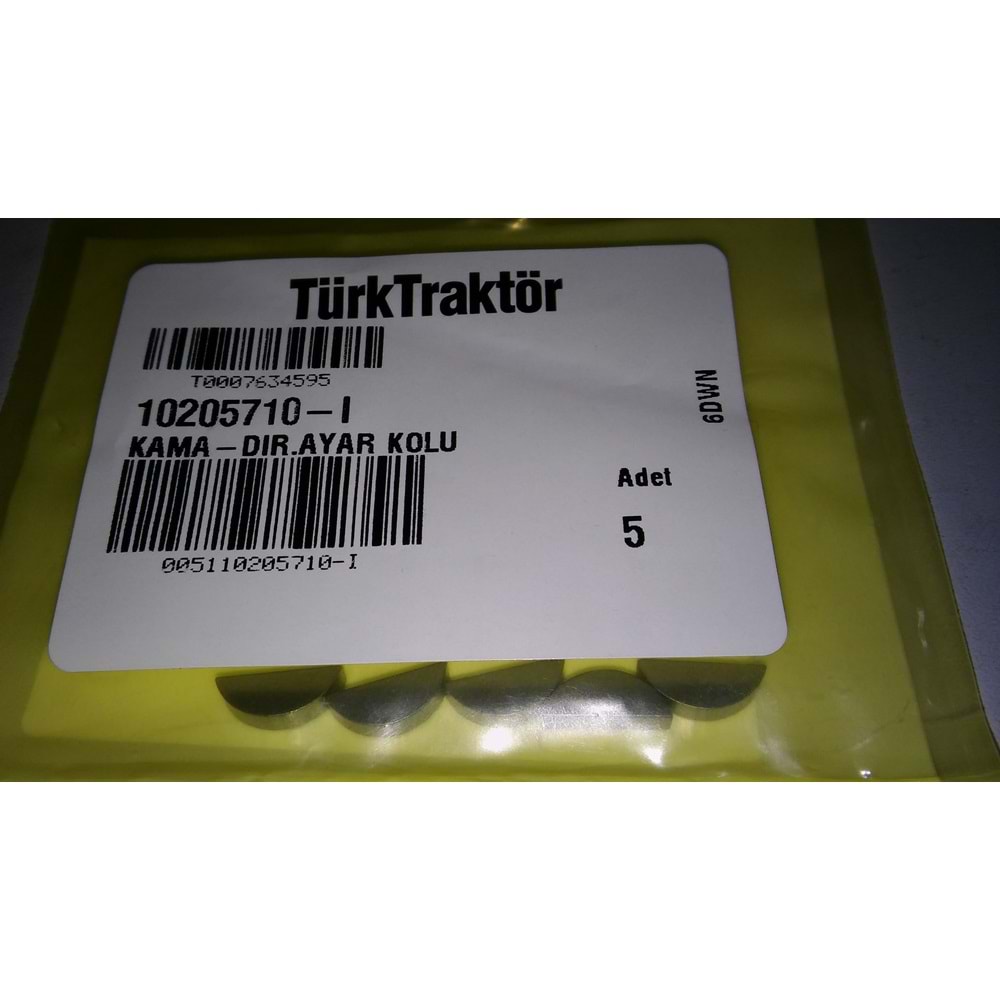 TürkTraktör
T0007634595
10205710-I
KAMA-DIR.AYAR KOLU
005110205710-I
6DWN
Adet
5